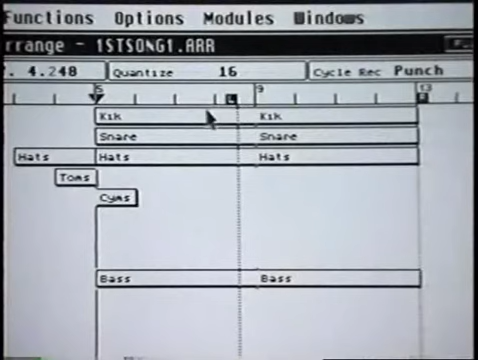 Functions Options Modules Windows
rrange - 1STSONG1.ARR
. 4.248 Quantize 16 Cycle Rec Punch
5 L 9 13 R
Kik Kik
Snare Snare
Hats Hats Hats
Toms
Cyms
Bass Bass